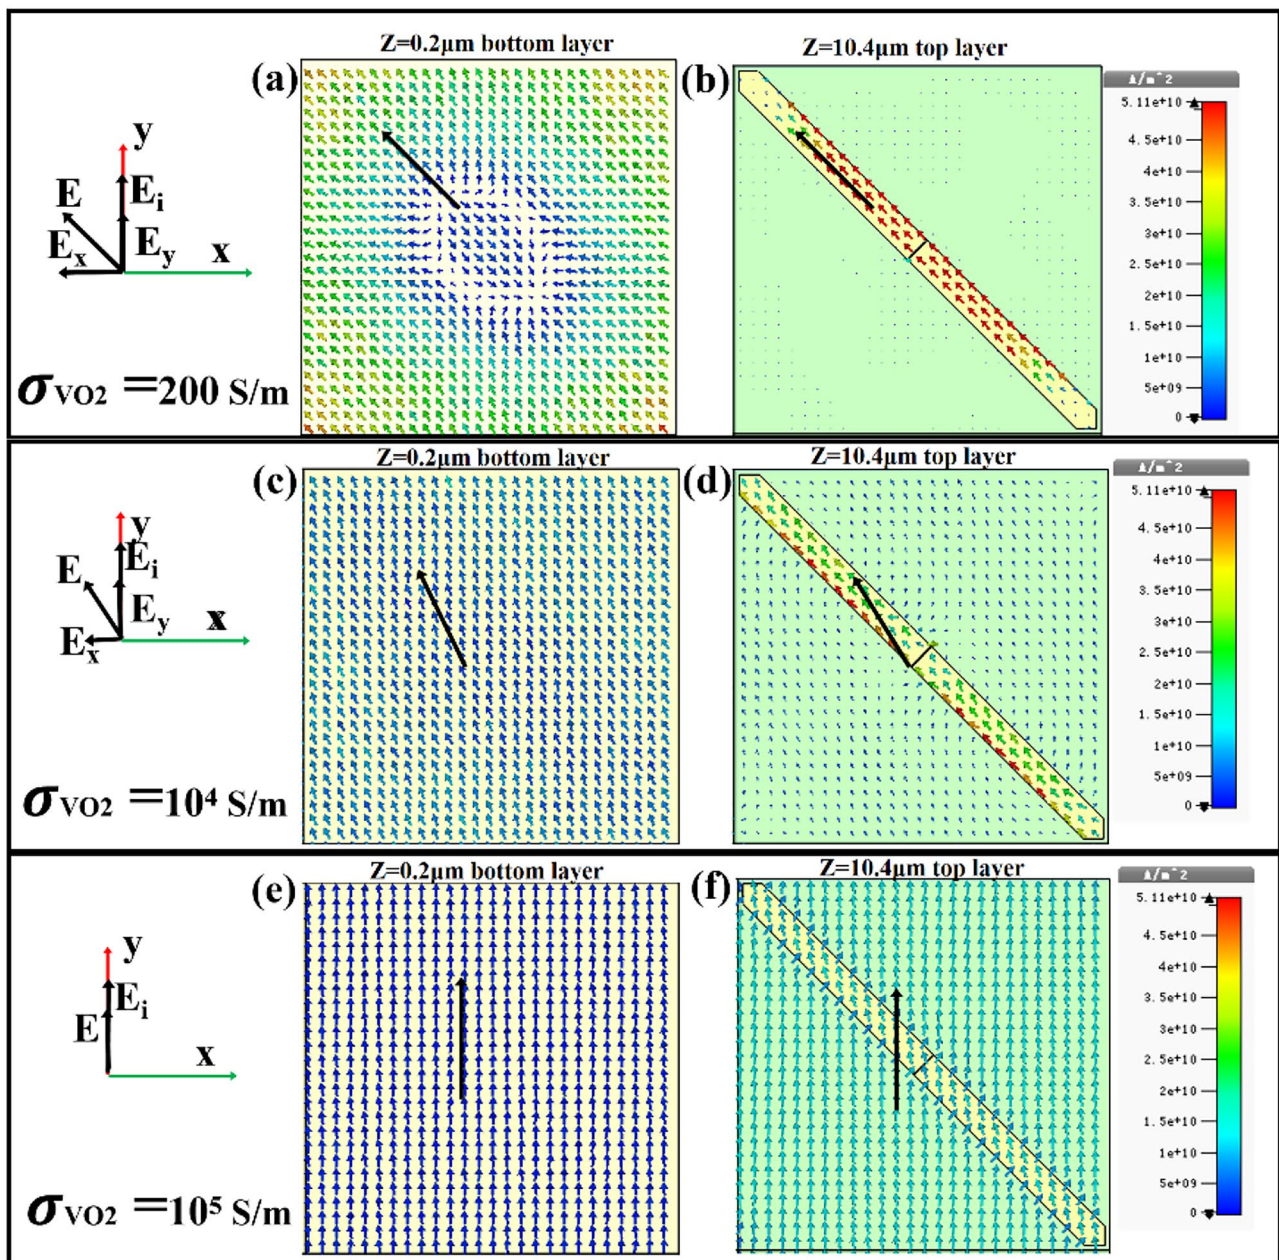 Z=0.2μm bottom layer
Z=10.4μm top layer
(a)
(b)
A/m^2
5.11e+10
4.5e+10
4e+10
3.5e+10
3e+10
2.5e+10
2e+10
1.5e+10
1e+10
5e+09
0
y
E
Ei
Ex
Ey
x
σVO2 =200 S/m
Z=0.2μm bottom layer
Z=10.4μm top layer
(c)
(d)
A/m^2
5.11e+10
4.5e+10
4e+10
3.5e+10
3e+10
2.5e+10
2e+10
1.5e+10
1e+10
5e+09
0
y
Ei
E
Ey
Ex
x
σVO2 =10⁴ S/m
Z=0.2μm bottom layer
Z=10.4μm top layer
(e)
(f)
A/m^2
5.11e+10
4.5e+10
4e+10
3.5e+10
3e+10
2.5e+10
2e+10
1.5e+10
1e+10
5e+09
0
y
Ei
E
x
σVO2 =10⁵ S/m